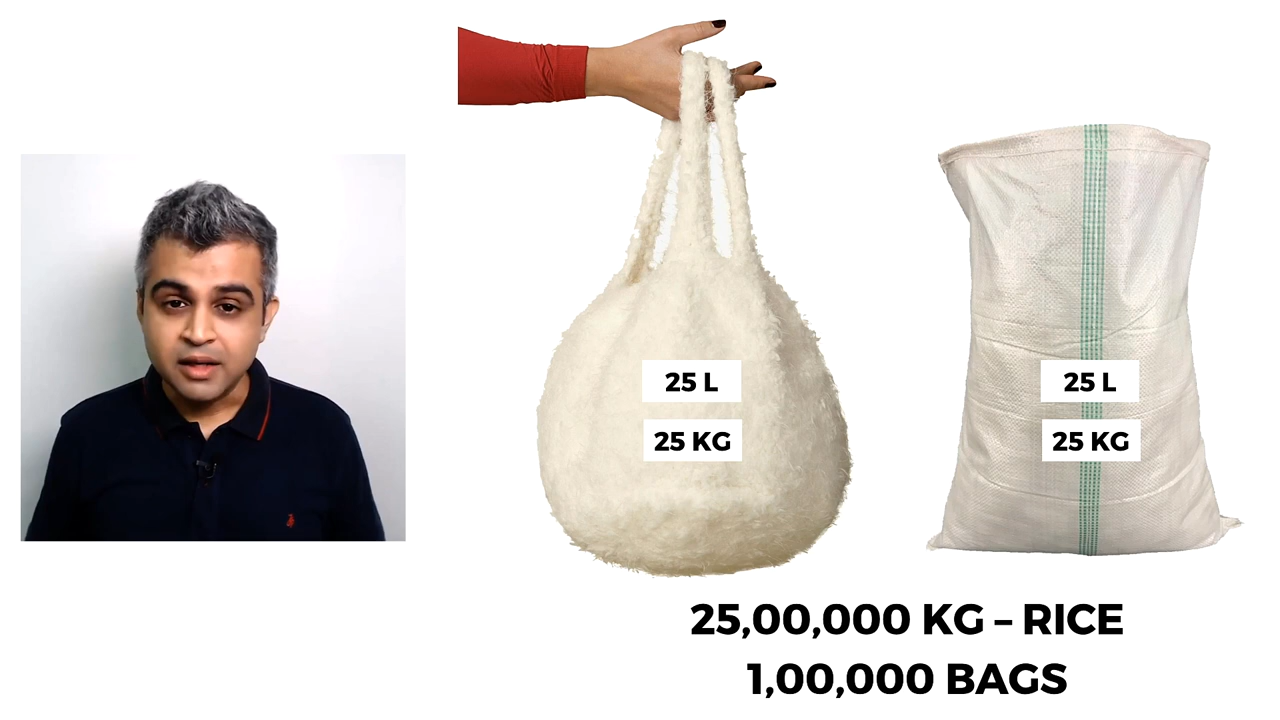 25 L
25 KG
25 L
25 KG
25,00,000 KG – RICE
1,00,000 BAGS